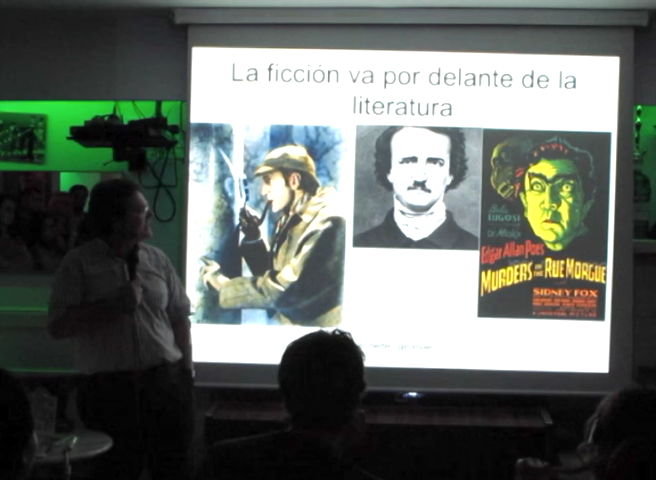 La ficción va por delante de la
literatura
Bela
LUGOSI
Edgar Allan Poe's
MURDERS IN THE RUE MORGUE
SIDNEY FOX